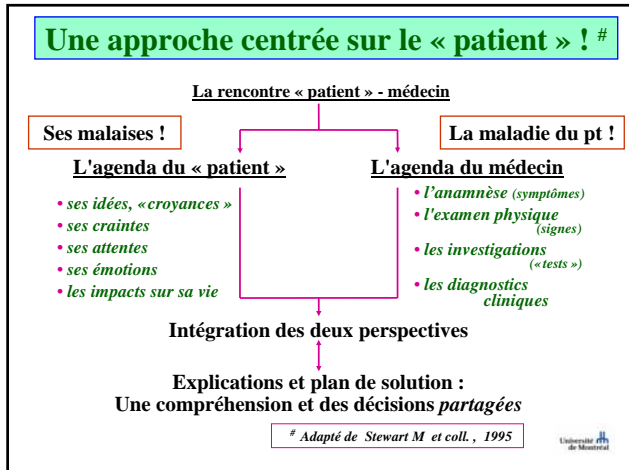 Une approche centrée sur le « patient » ! #
La rencontre « patient » - médecin
Ses malaises !
La maladie du pt !
L'agenda du « patient »
• ses idées, « croyances »
• ses craintes
• ses attentes
• ses émotions
• les impacts sur sa vie
L'agenda du médecin
• l’anamnèse (symptômes)
• l'examen physique
(signes)
• les investigations
(« tests »)
• les diagnostics
cliniques
Intégration des deux perspectives
Explications et plan de solution :
Une compréhension et des décisions partagées
# Adapté de Stewart M et coll. , 1995
Université
de Montréal